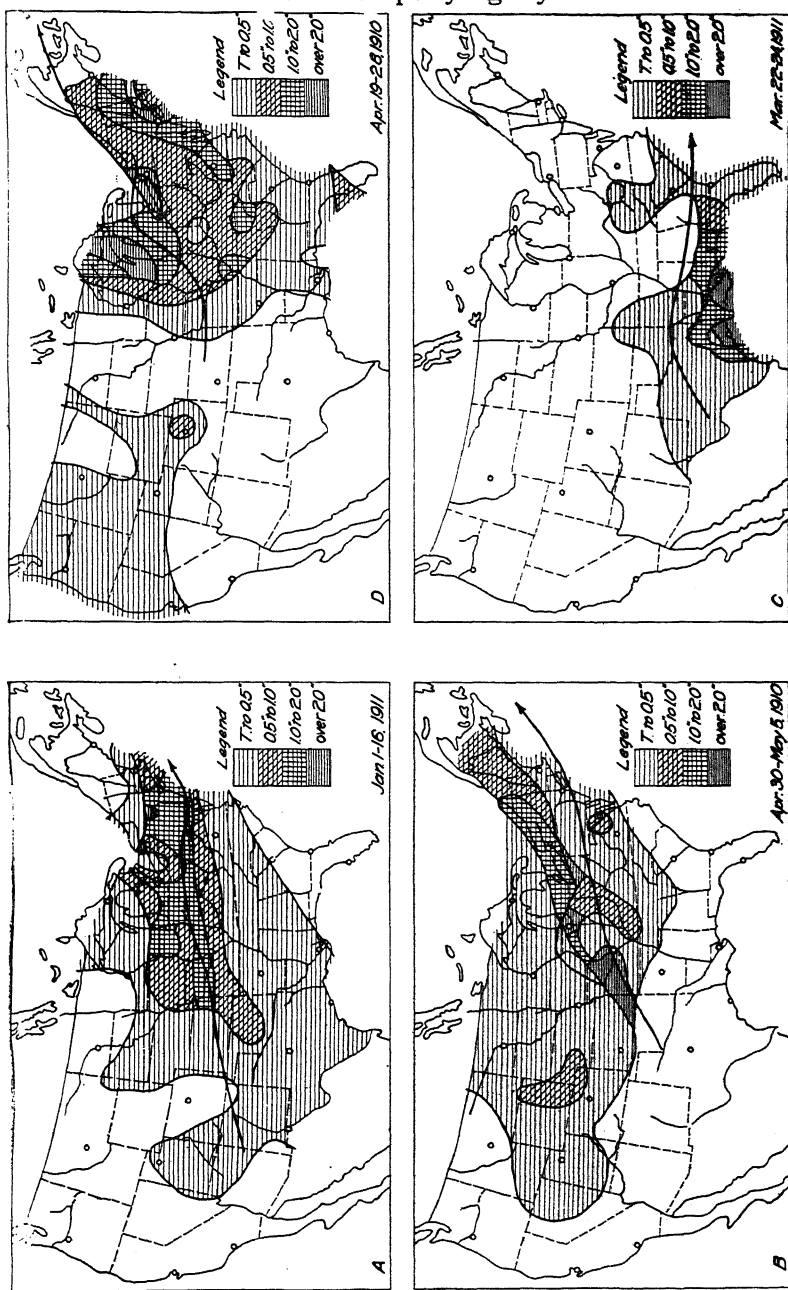 Legend
T. to 0.5"
0.5" to 1.0"
1.0" to 2.0"
over 2.0"
A
Jan 1-16, 1911
Legend
T. to 0.5"
0.5" to 1.0
1.0" to 2.0"
over 2.0"
D
Apr. 19-28, 1910
Legend
T. to 0.5"
0.5" to 1.0"
1.0" to 2.0"
over 2.0"
B
Apr. 30-May 5, 1910
Legend
T. to 0.5"
0.5" to 1.0"
1.0" to 2.0"
over 2.0"
C
Mar. 22-24, 1911